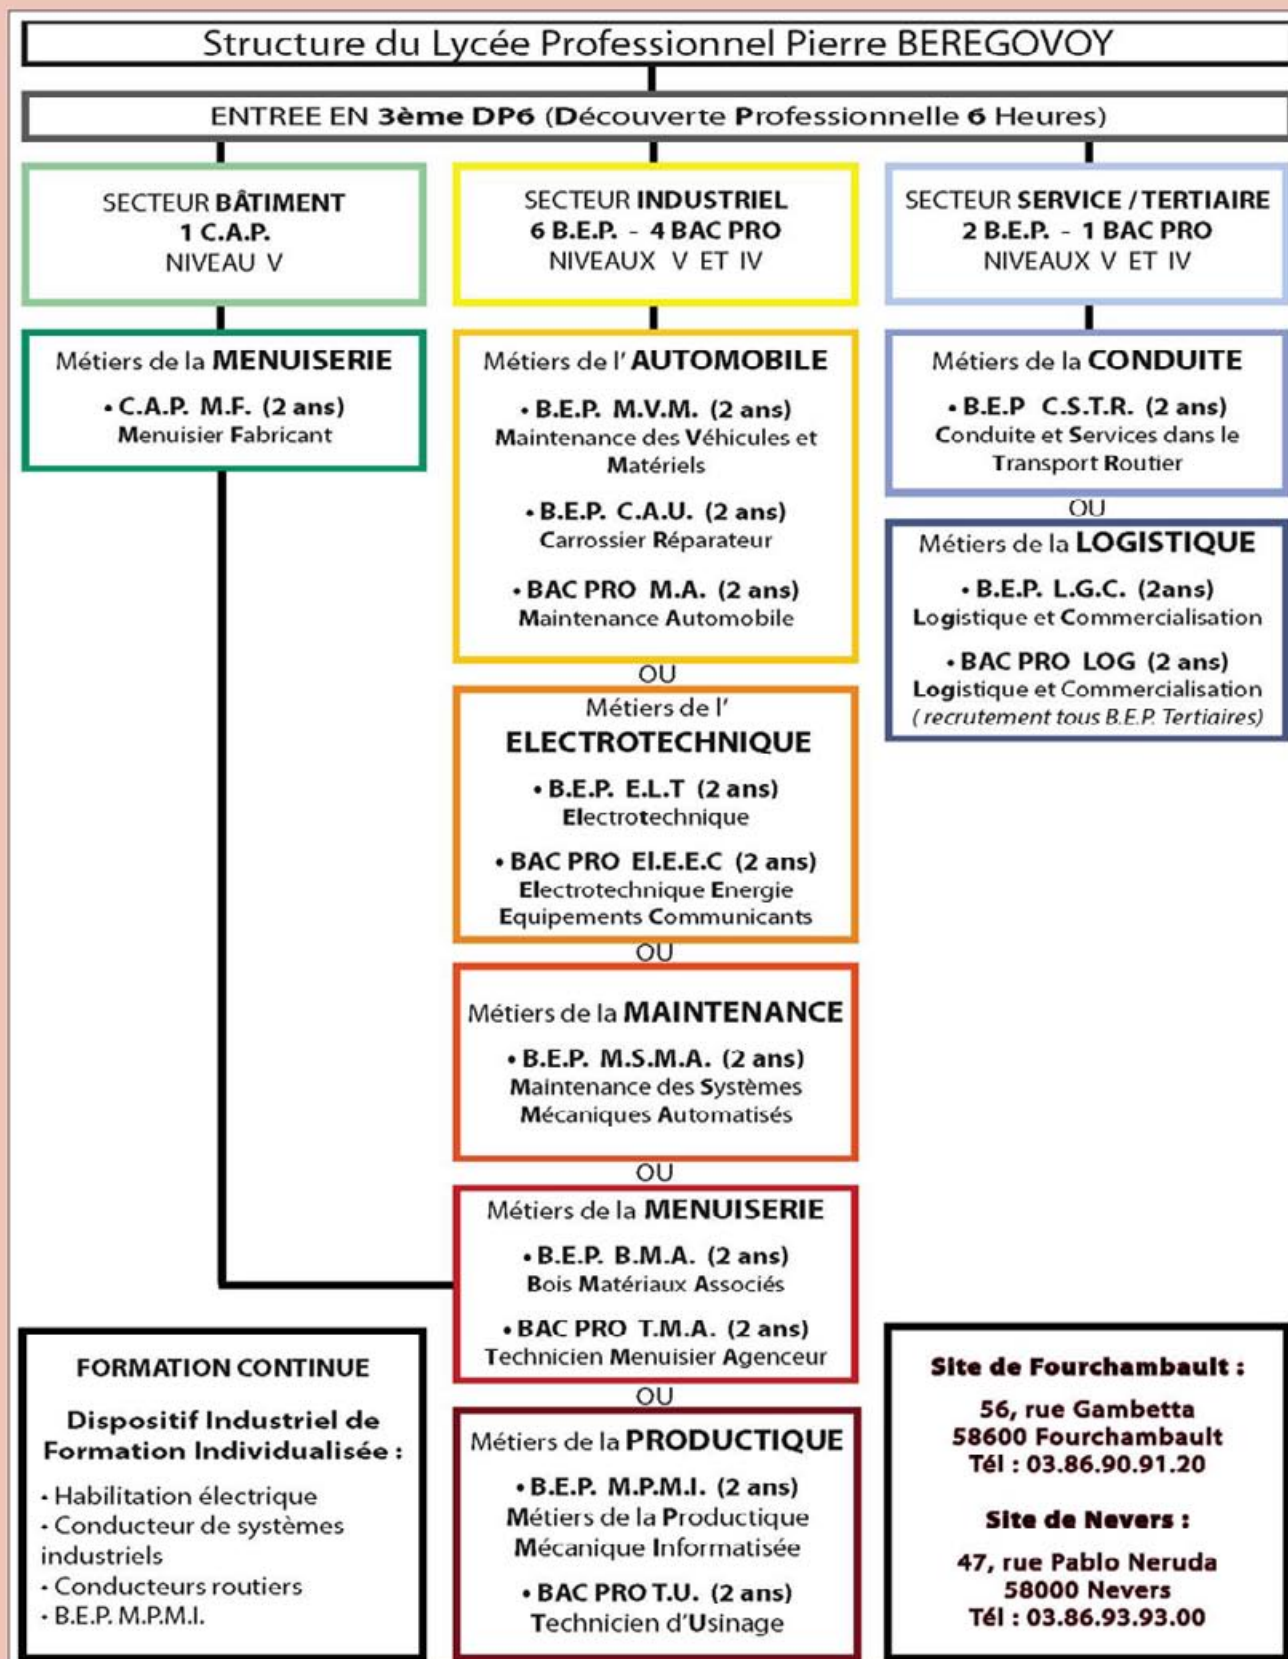 Structure du Lycée Professionnel Pierre BEREGOVOY
ENTREE EN 3ème DP6 (Découverte Professionnelle 6 Heures)
SECTEUR BÂTIMENT
1 C.A.P.
NIVEAU V
Métiers de la MENUISERIE
• C.A.P. M.F. (2 ans)
Menuisier Fabricant
SECTEUR INDUSTRIEL
6 B.E.P. - 4 BAC PRO
NIVEAUX V ET IV
Métiers de l' AUTOMOBILE
• B.E.P. M.V.M. (2 ans)
Maintenance des Véhicules et
Matériels
• B.E.P. C.A.U. (2 ans)
Carrossier Réparateur
• BAC PRO M.A. (2 ans)
Maintenance Automobile
OU
Métiers de l'
ELECTROTECHNIQUE
• B.E.P. E.L.T (2 ans)
Electrotechnique
• BAC PRO El.E.E.C (2 ans)
Electrotechnique Energie
Equipements Communicants
OU
Métiers de la MAINTENANCE
• B.E.P. M.S.M.A. (2 ans)
Maintenance des Systèmes
Mécaniques Automatisés
OU
Métiers de la MENUISERIE
• B.E.P. B.M.A. (2 ans)
Bois Matériaux Associés
• BAC PRO T.M.A. (2 ans)
Technicien Menuisier Agenceur
OU
Métiers de la PRODUCTIQUE
• B.E.P. M.P.M.I. (2 ans)
Métiers de la Productique
Mécanique Informatisée
• BAC PRO T.U. (2 ans)
Technicien d'Usinage
SECTEUR SERVICE / TERTIAIRE
2 B.E.P. - 1 BAC PRO
NIVEAUX V ET IV
Métiers de la CONDUITE
• B.E.P C.S.T.R. (2 ans)
Conduite et Services dans le
Transport Routier
OU
Métiers de la LOGISTIQUE
• B.E.P. L.G.C. (2ans)
Logistique et Commercialisation
• BAC PRO LOG (2 ans)
Logistique et Commercialisation
( recrutement tous B.E.P. Tertiaires)
FORMATION CONTINUE
Dispositif Industriel de
Formation Individualisée :
• Habilitation électrique
• Conducteur de systèmes
industriels
• Conducteurs routiers
• B.E.P. M.P.M.I.
Site de Fourchambault :
56, rue Gambetta
58600 Fourchambault
Tél : 03.86.90.91.20
Site de Nevers :
47, rue Pablo Neruda
58000 Nevers
Tél : 03.86.93.93.00